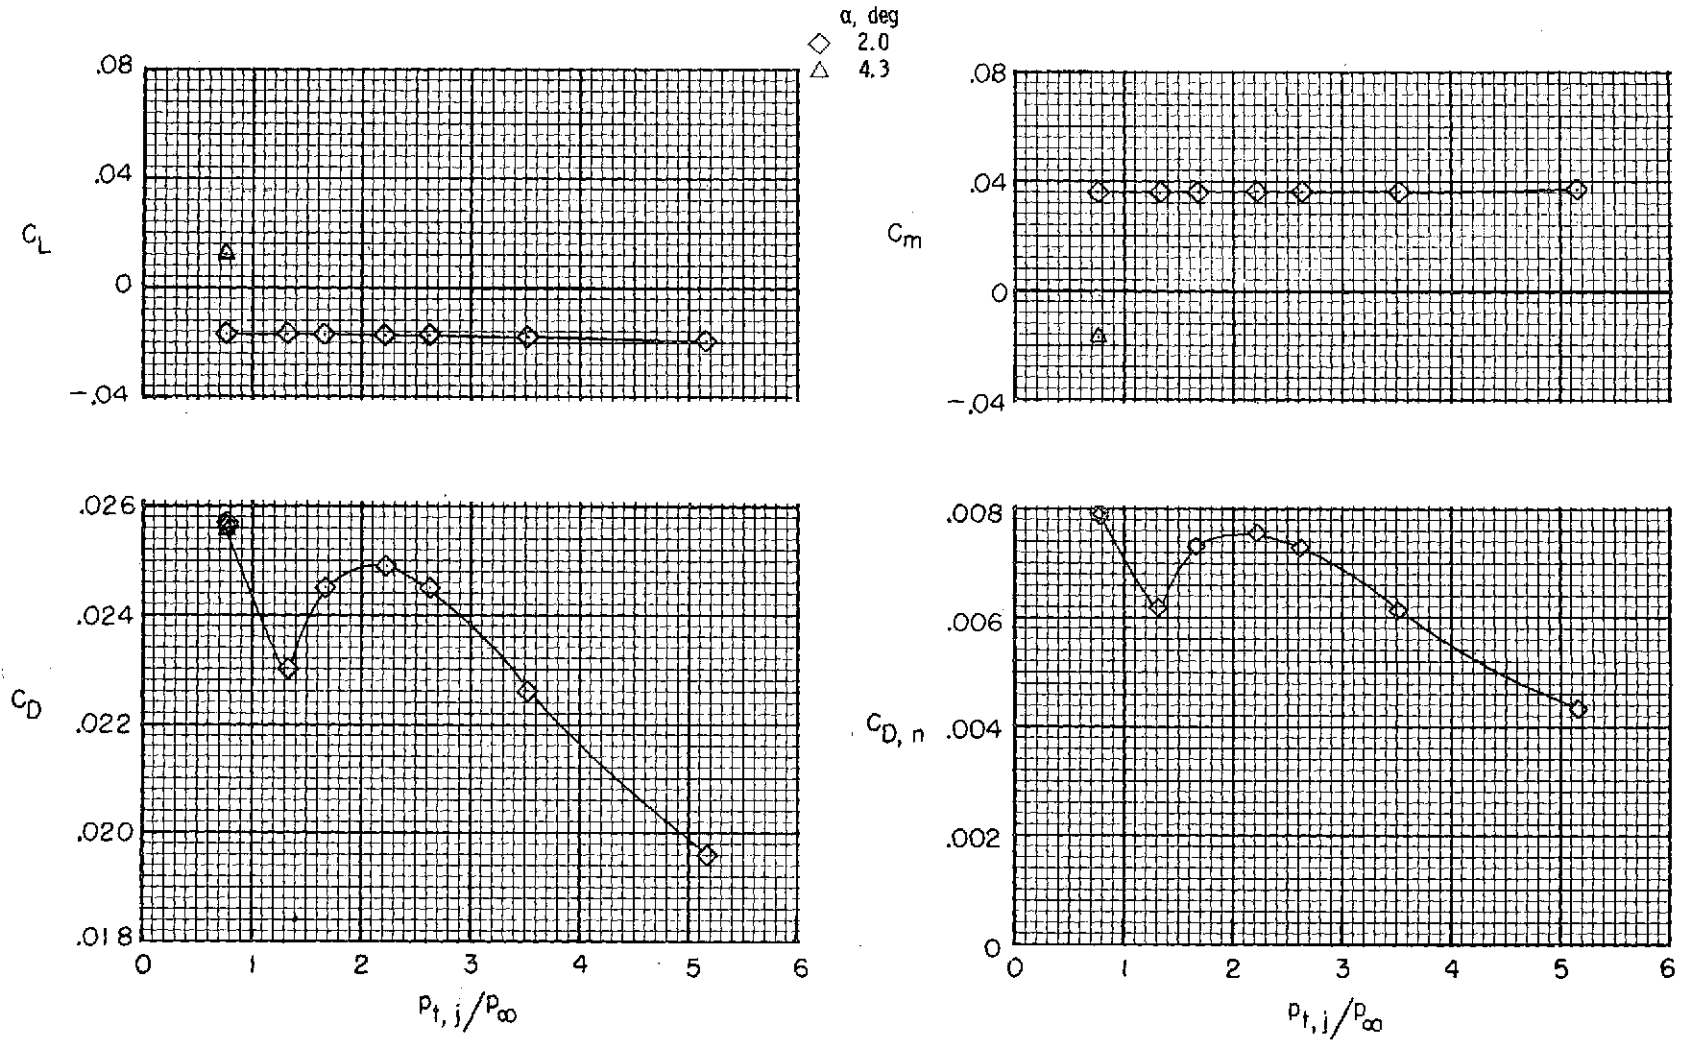 α, deg
2.0
4.3
.08
.04
C_L
0
-.04
.08
.04
C_m
0
-.04
.026
.024
C_D
.022
.020
.018
0 1 2 3 4 5 6
p_t, j/p_∞
.008
.006
C_D, n
.004
.002
0
0 1 2 3 4 5 6
p_t, j/p_∞